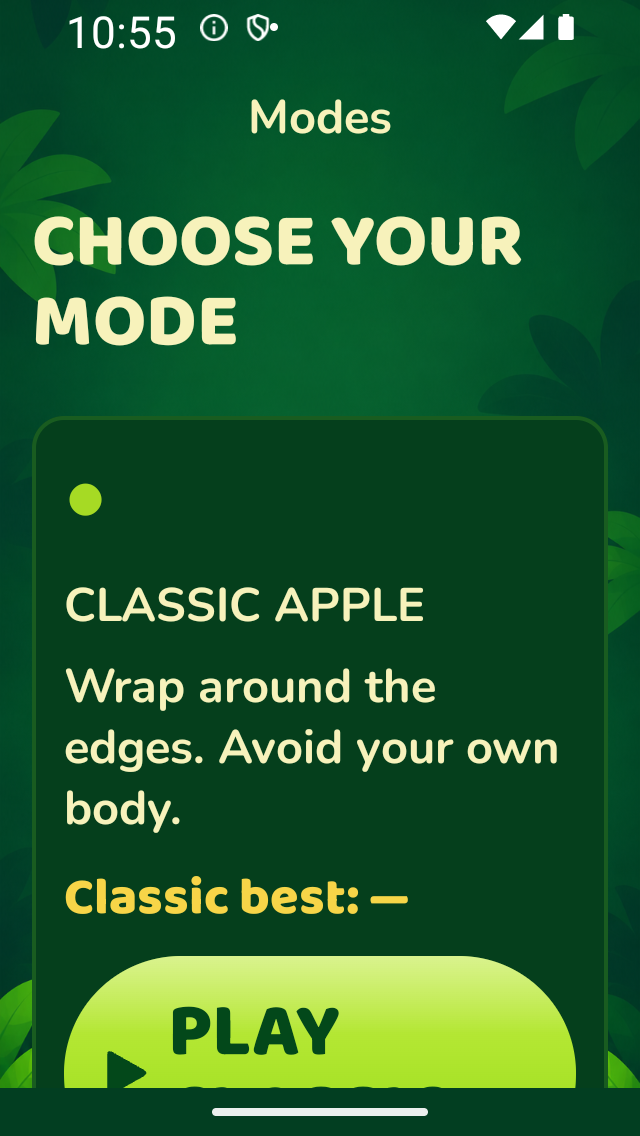 10:55
Modes
CHOOSE YOUR
MODE
CLASSIC APPLE
Wrap around the
edges. Avoid your own
body.
Classic best: —
PLAY